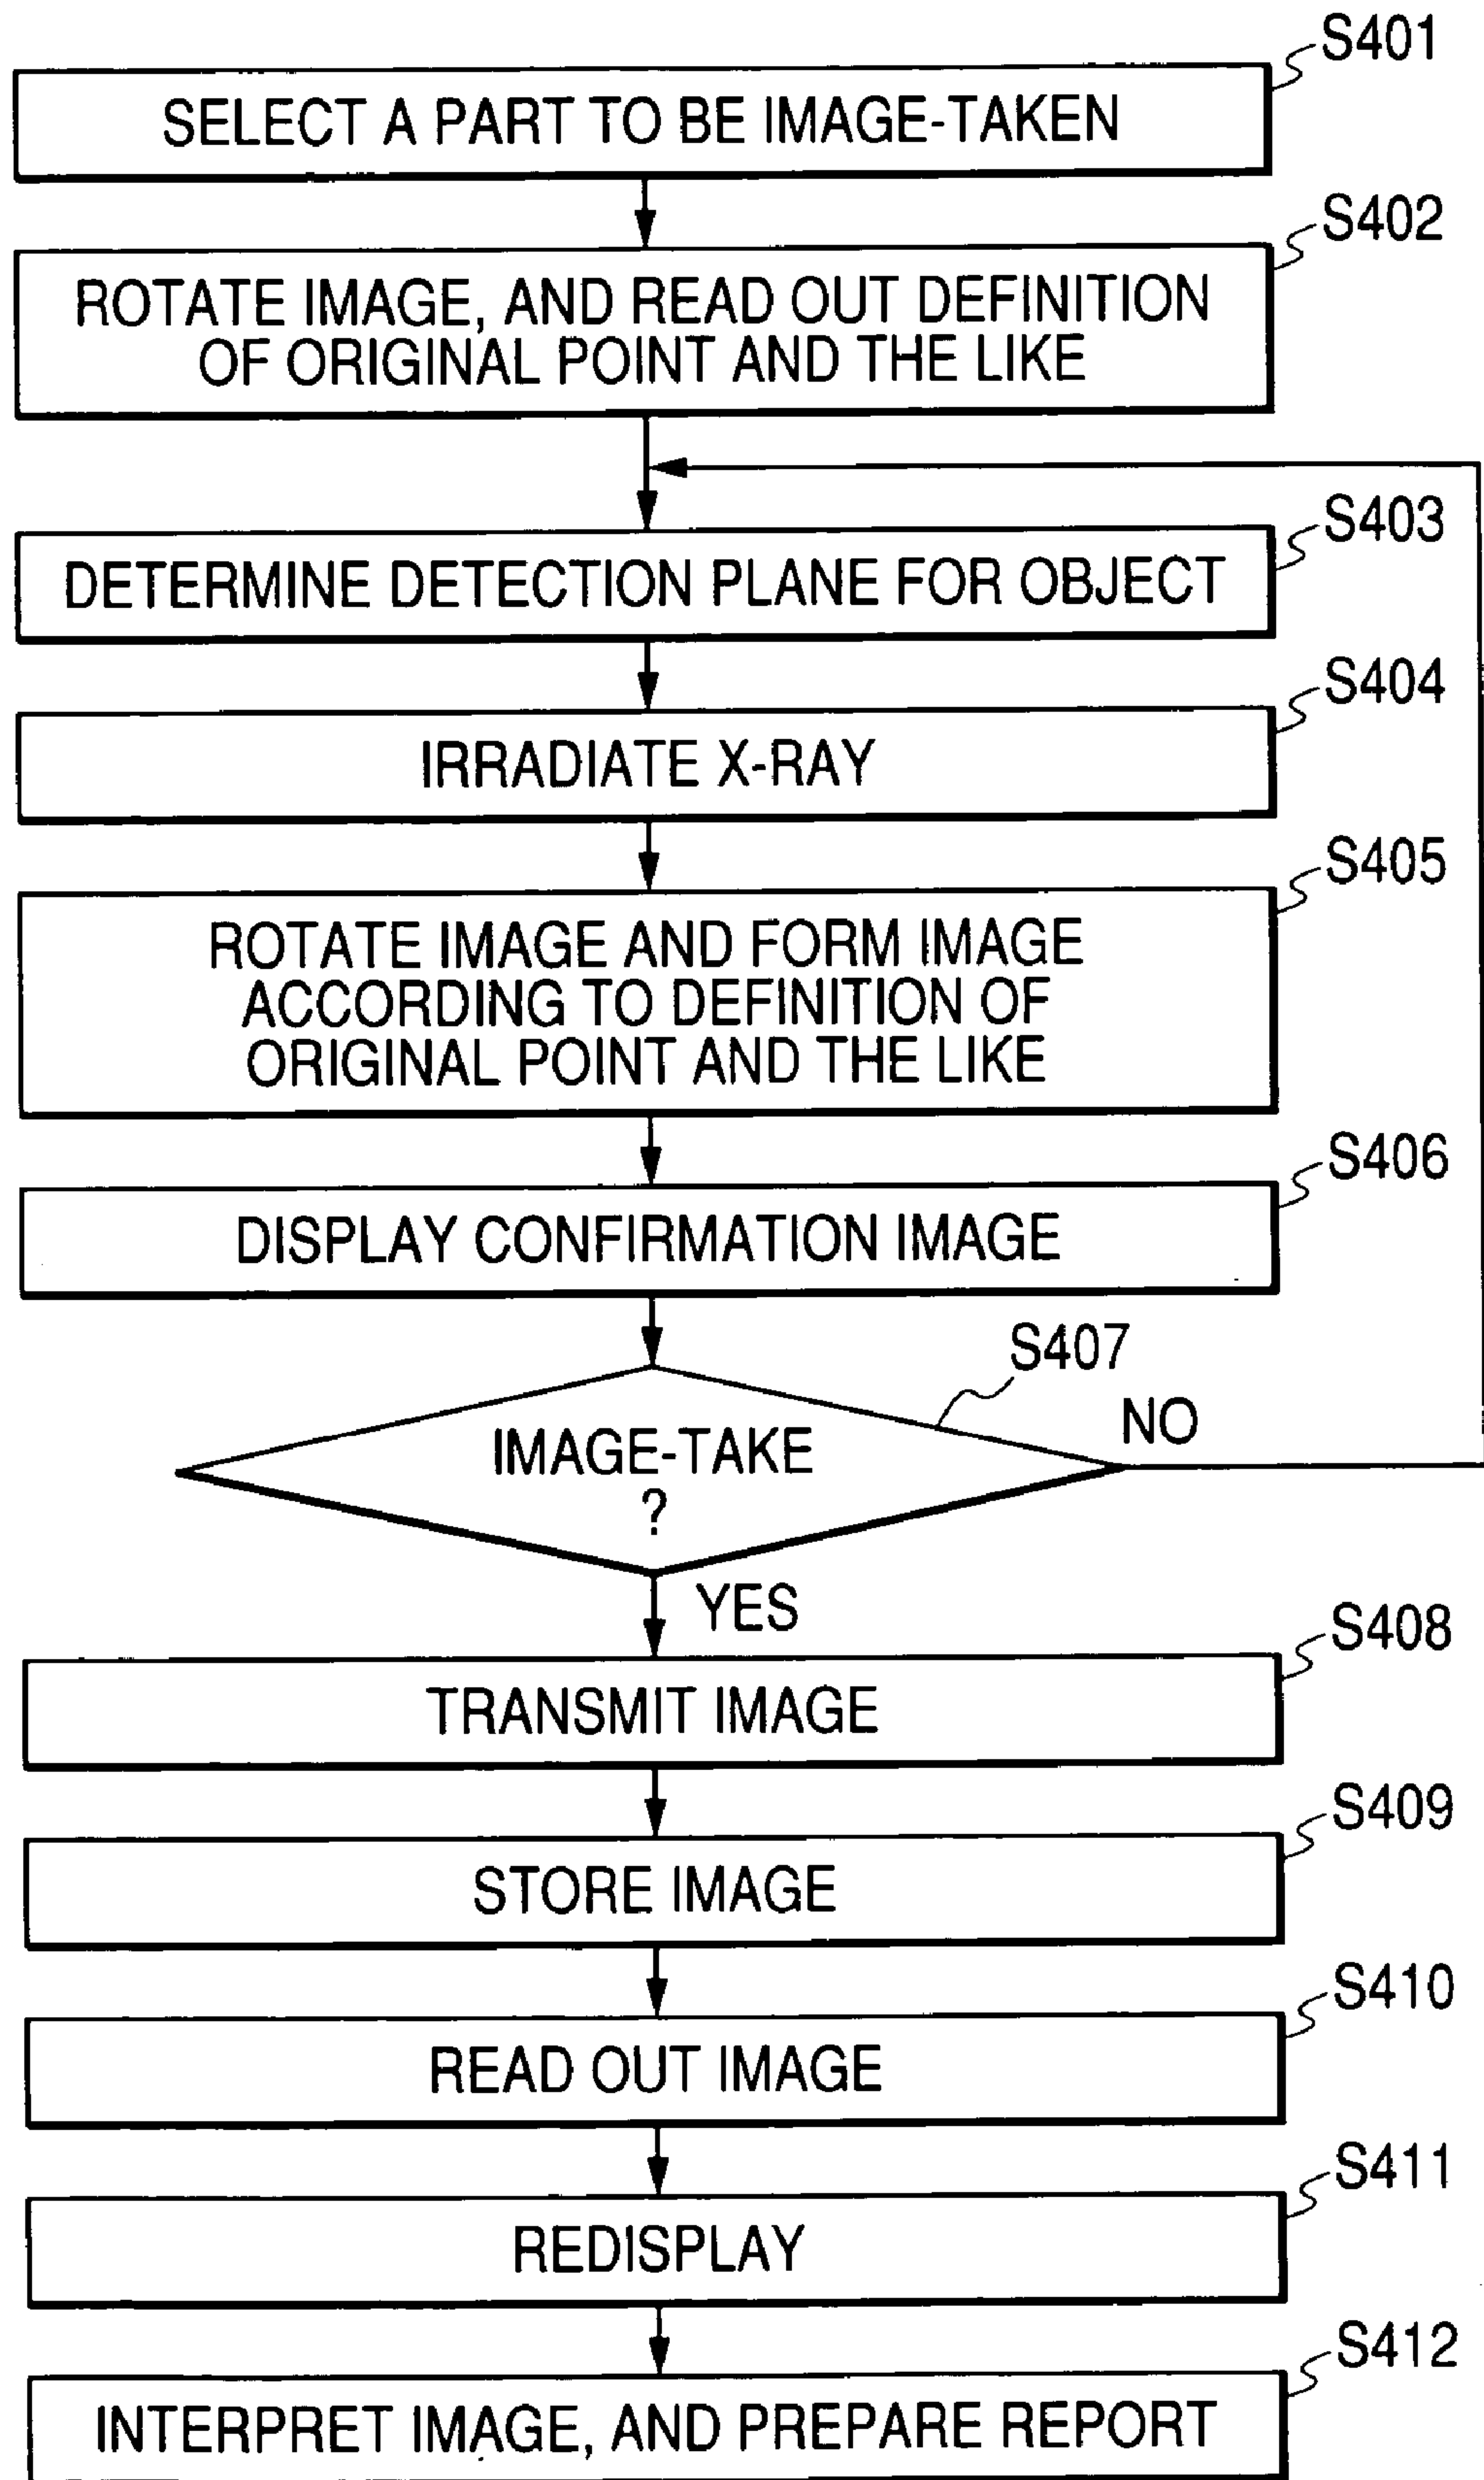 S401
SELECT A PART TO BE IMAGE-TAKEN
S402
ROTATE IMAGE, AND READ OUT DEFINITION
OF ORIGINAL POINT AND THE LIKE
S403
DETERMINE DETECTION PLANE FOR OBJECT
S404
IRRADIATE X-RAY
S405
ROTATE IMAGE AND FORM IMAGE
ACCORDING TO DEFINITION OF
ORIGINAL POINT AND THE LIKE
S406
DISPLAY CONFIRMATION IMAGE
S407
NO
IMAGE-TAKE
?
YES
S408
TRANSMIT IMAGE
S409
STORE IMAGE
S410
READ OUT IMAGE
S411
REDISPLAY
S412
INTERPRET IMAGE, AND PREPARE REPORT